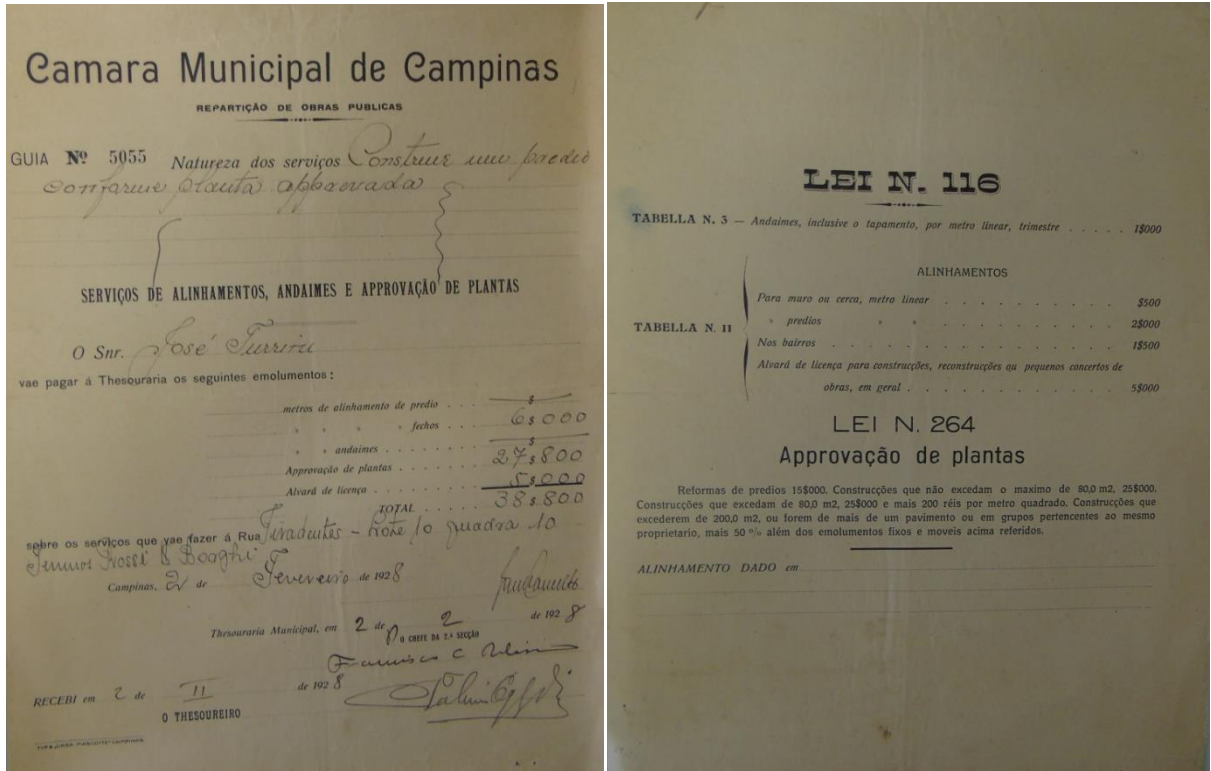 Camara Municipal de Campinas
REPARTIÇÃO DE OBRAS PUBLICAS
GUIA Nº 5055 Natureza dos serviços Construe um predio
conforme planta approvada
SERVIÇOS DE ALINHAMENTOS, ANDAIMES E APPROVAÇÃO DE PLANTAS
O Snr. José Turrini
vae pagar á Thesouraria os seguintes emolumentos:
metros de alinhamento de predio . . . . $
" " " " fechos . . . . 6$000
" " andaimes . . . . . . . . $
Approvação de plantas . . . . . . . 27$800
Alvará de licença . . . . . . . . . 5$000
TOTAL . . . . 38$800
sobre os serviços que vae fazer á Rua Tiradentes - Lote 10 quadra 10
Rossi & Borghi
Campinas, 2 de Fevereiro de 1928
Thesouraria Municipal, em 2 de 2 de 1928
O CHEFE DA 2.ª SECÇÃO
Francisco C.
RECEBI em 2 de II de 1928
O THESOUREIRO
LEI N. 116
TABELLA N. 3 — Andaimes, inclusive o tapamento, por metro linear, trimestre . . . . . 1$000
ALINHAMENTOS
Para muro ou cerca, metro linear . . . . . . . . . . $500
TABELLA N. 11
" predios " " . . . . . . . . . . 2$000
Nos bairros . . . . . . . . . . . . . . . 1$500
Alvará de licença para construcções, reconstrucções ou pequenos concertos de
obras, em geral . . . . . . . . . . . 5$000
LEI N. 264
Approvação de plantas
Reformas de predios 15$000. Construcções que não excedam o maximo de 80,0 m2, 25$000.
Construcções que excedam de 80,0 m2, 25$000 e mais 200 réis por metro quadrado. Construcções que
excederem de 200,0 m2, ou forem de mais de um pavimento ou em grupos pertencentes ao mesmo
proprietario, mais 50 % além dos emolumentos fixos e moveis acima referidos.
ALINHAMENTO DADO em